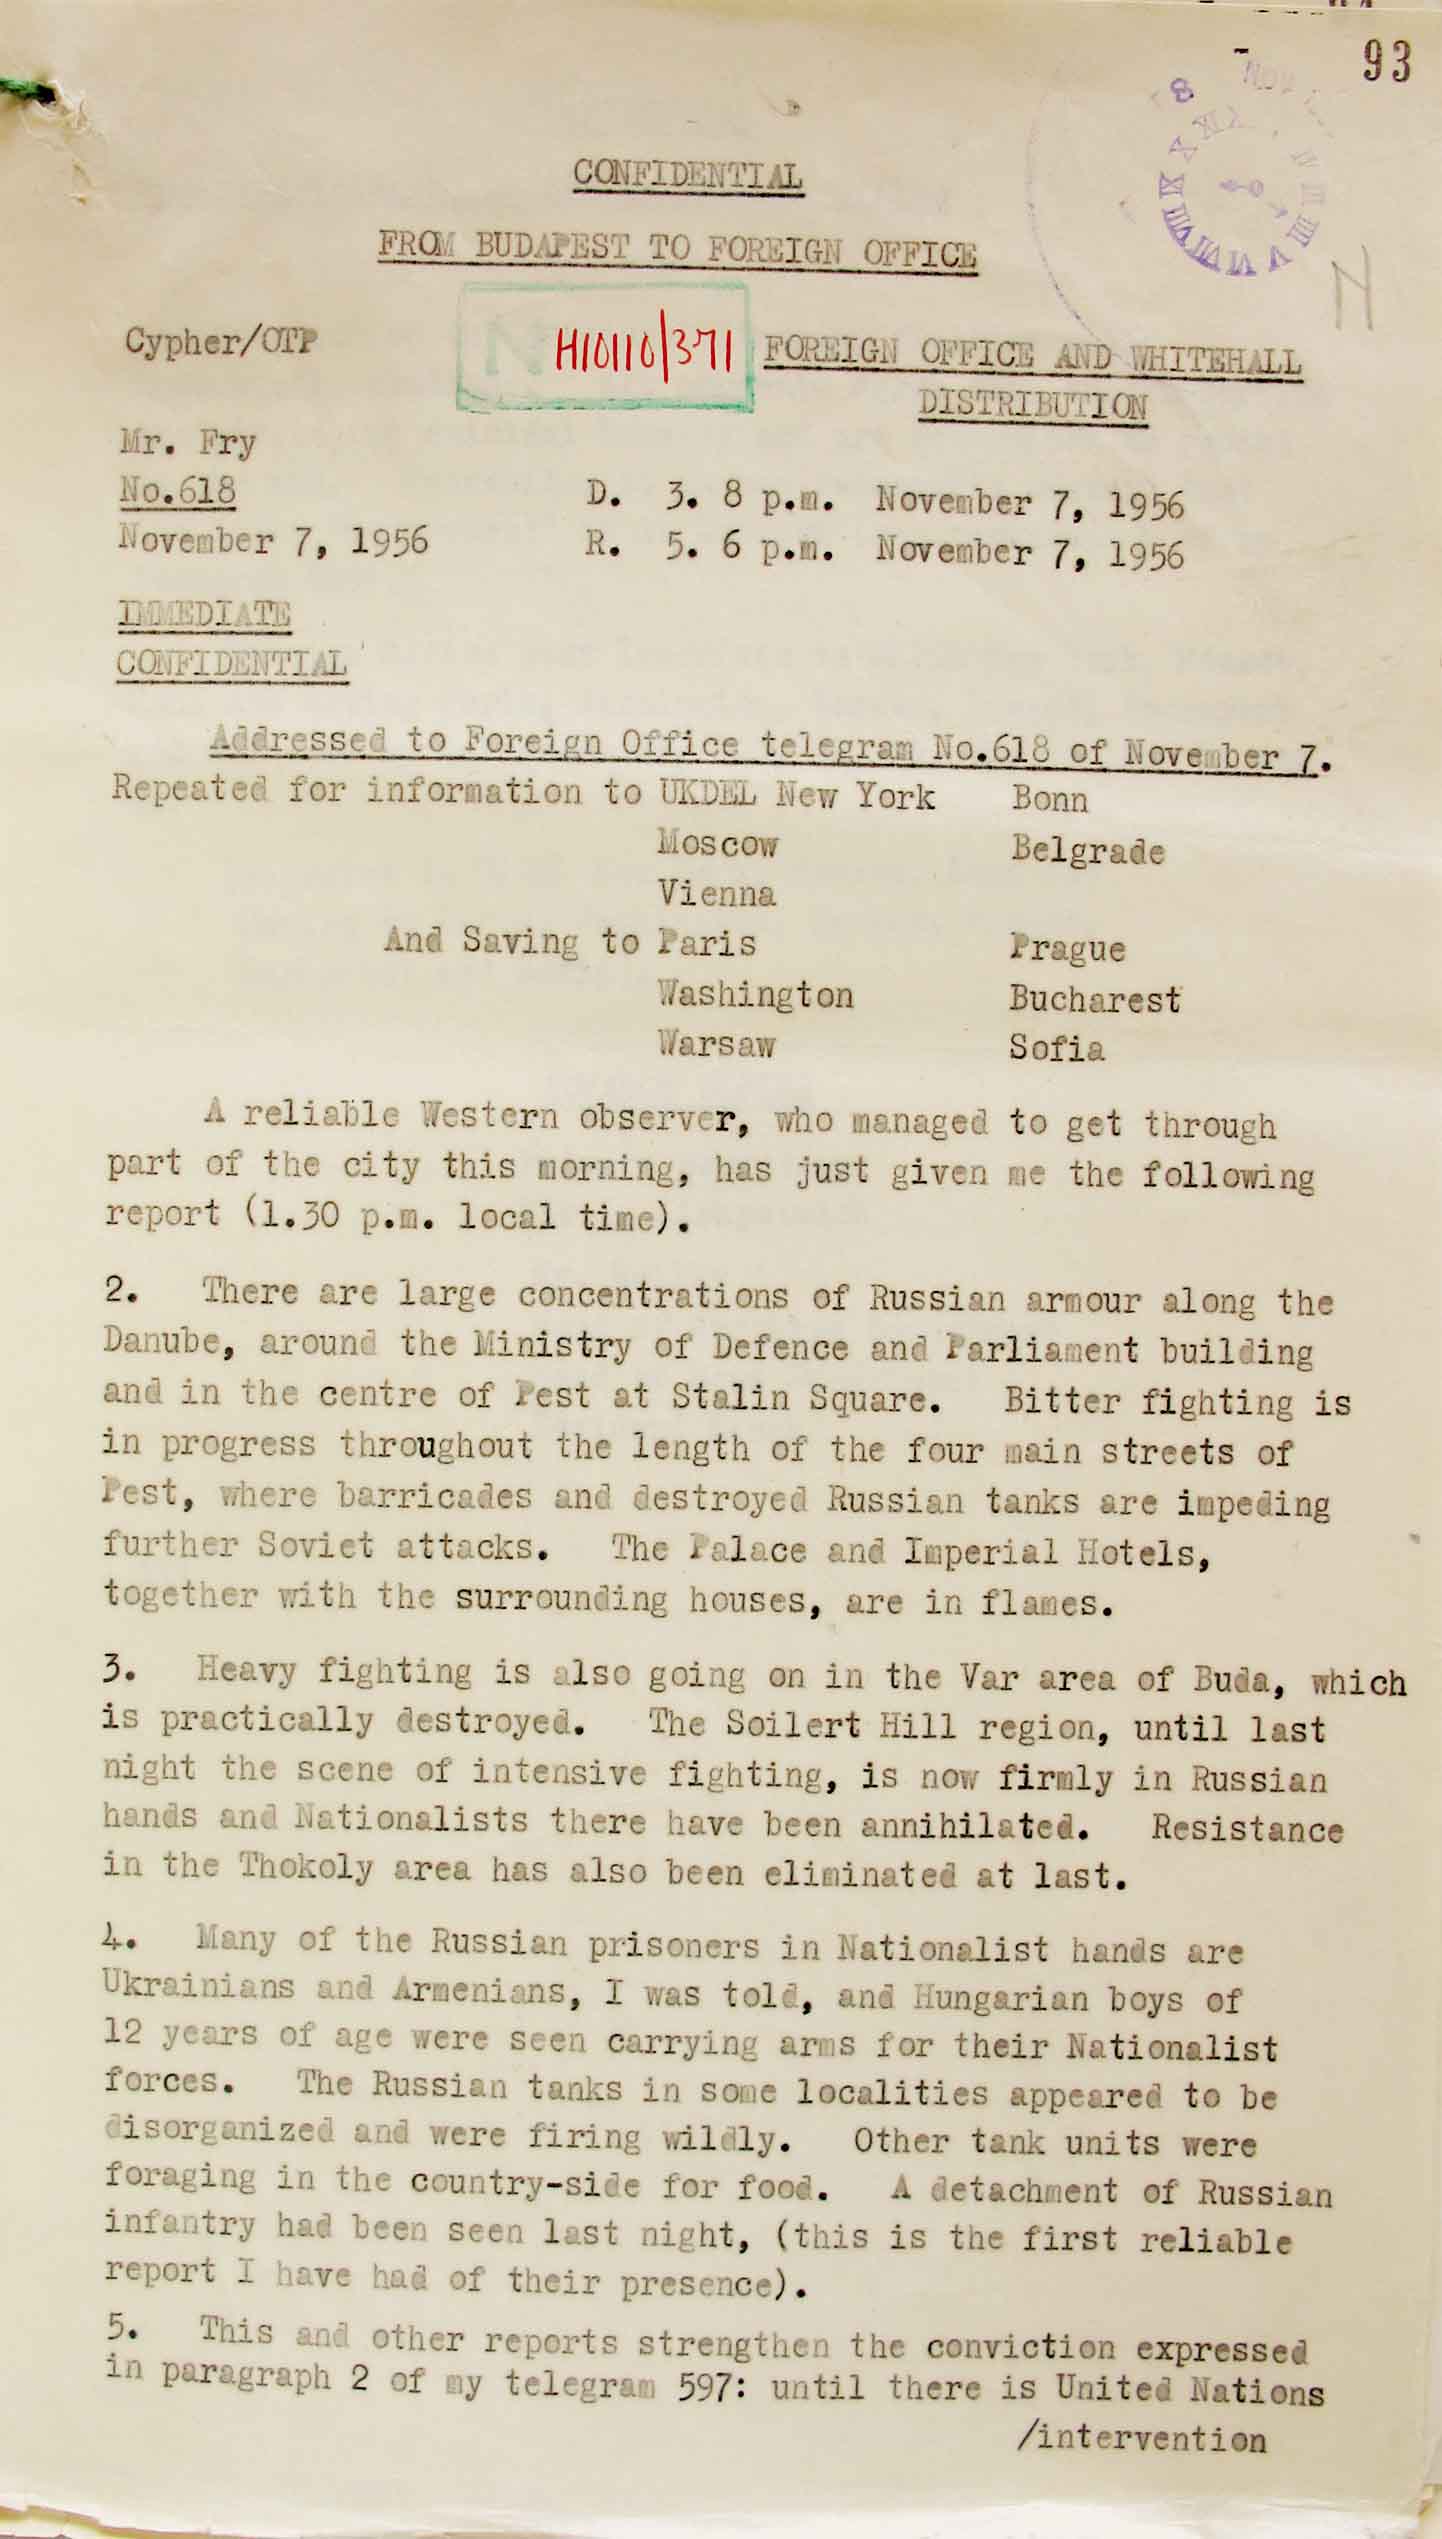 93
CONFIDENTIAL
FROM BUDAPEST TO FOREIGN OFFICE
Cypher/OTP
N H10110/371
FOREIGN OFFICE AND WHITEHALL
DISTRIBUTION
N
Mr. Fry
No.618
November 7, 1956
D. 3. 8 p.m. November 7, 1956
R. 5. 6 p.m. November 7, 1956
IMMEDIATE
CONFIDENTIAL
Addressed to Foreign Office telegram No.618 of November 7.
Repeated for information to UKDEL New York Bonn
Moscow Belgrade
Vienna
And Saving to Paris Prague
Washington Bucharest
Warsaw Sofia
A reliable Western observer, who managed to get through
part of the city this morning, has just given me the following
report (1.30 p.m. local time).
2. There are large concentrations of Russian armour along the
Danube, around the Ministry of Defence and Parliament building
and in the centre of Pest at Stalin Square. Bitter fighting is
in progress throughout the length of the four main streets of
Pest, where barricades and destroyed Russian tanks are impeding
further Soviet attacks. The Palace and Imperial Hotels,
together with the surrounding houses, are in flames.
3. Heavy fighting is also going on in the Var area of Buda, which
is practically destroyed. The Soilert Hill region, until last
night the scene of intensive fighting, is now firmly in Russian
hands and Nationalists there have been annihilated. Resistance
in the Thokoly area has also been eliminated at last.
4. Many of the Russian prisoners in Nationalist hands are
Ukrainians and Armenians, I was told, and Hungarian boys of
12 years of age were seen carrying arms for their Nationalist
forces. The Russian tanks in some localities appeared to be
disorganized and were firing wildly. Other tank units were
foraging in the country-side for food. A detachment of Russian
infantry had been seen last night, (this is the first reliable
report I have had of their presence).
5. This and other reports strengthen the conviction expressed
in paragraph 2 of my telegram 597: until there is United Nations
/intervention